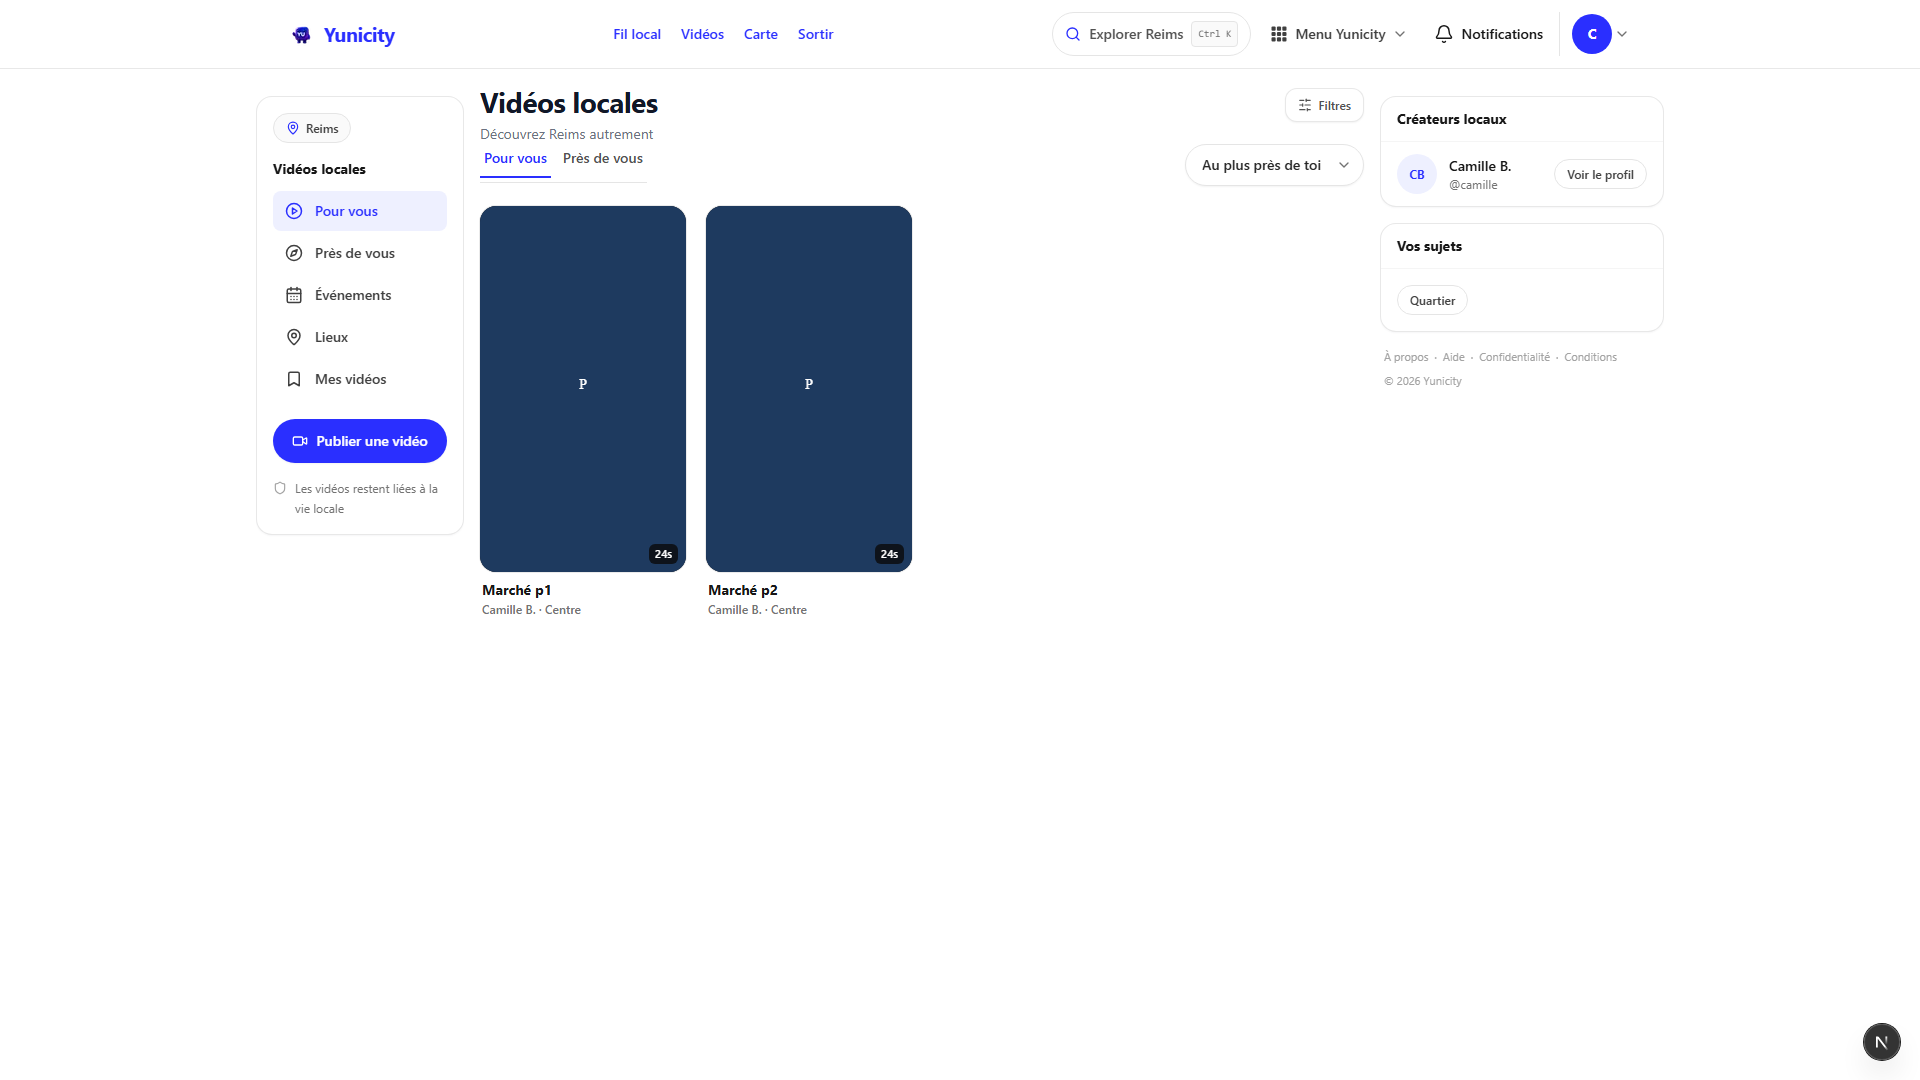 YU Yunicity
Fil local Vidéos Carte Sortir
Explorer Reims Ctrl K
Menu Yunicity
Notifications
C
Reims
Vidéos locales
Pour vous
Près de vous
Événements
Lieux
Mes vidéos
Publier une vidéo
Les vidéos restent liées à la
vie locale
Vidéos locales
Découvrez Reims autrement
Pour vous Près de vous
Filtres
Au plus près de toi
P
24s
Marché p1
Camille B. · Centre
P
24s
Marché p2
Camille B. · Centre
Créateurs locaux
CB
Camille B.
@camille
Voir le profil
Vos sujets
Quartier
À propos · Aide · Confidentialité · Conditions
© 2026 Yunicity
N